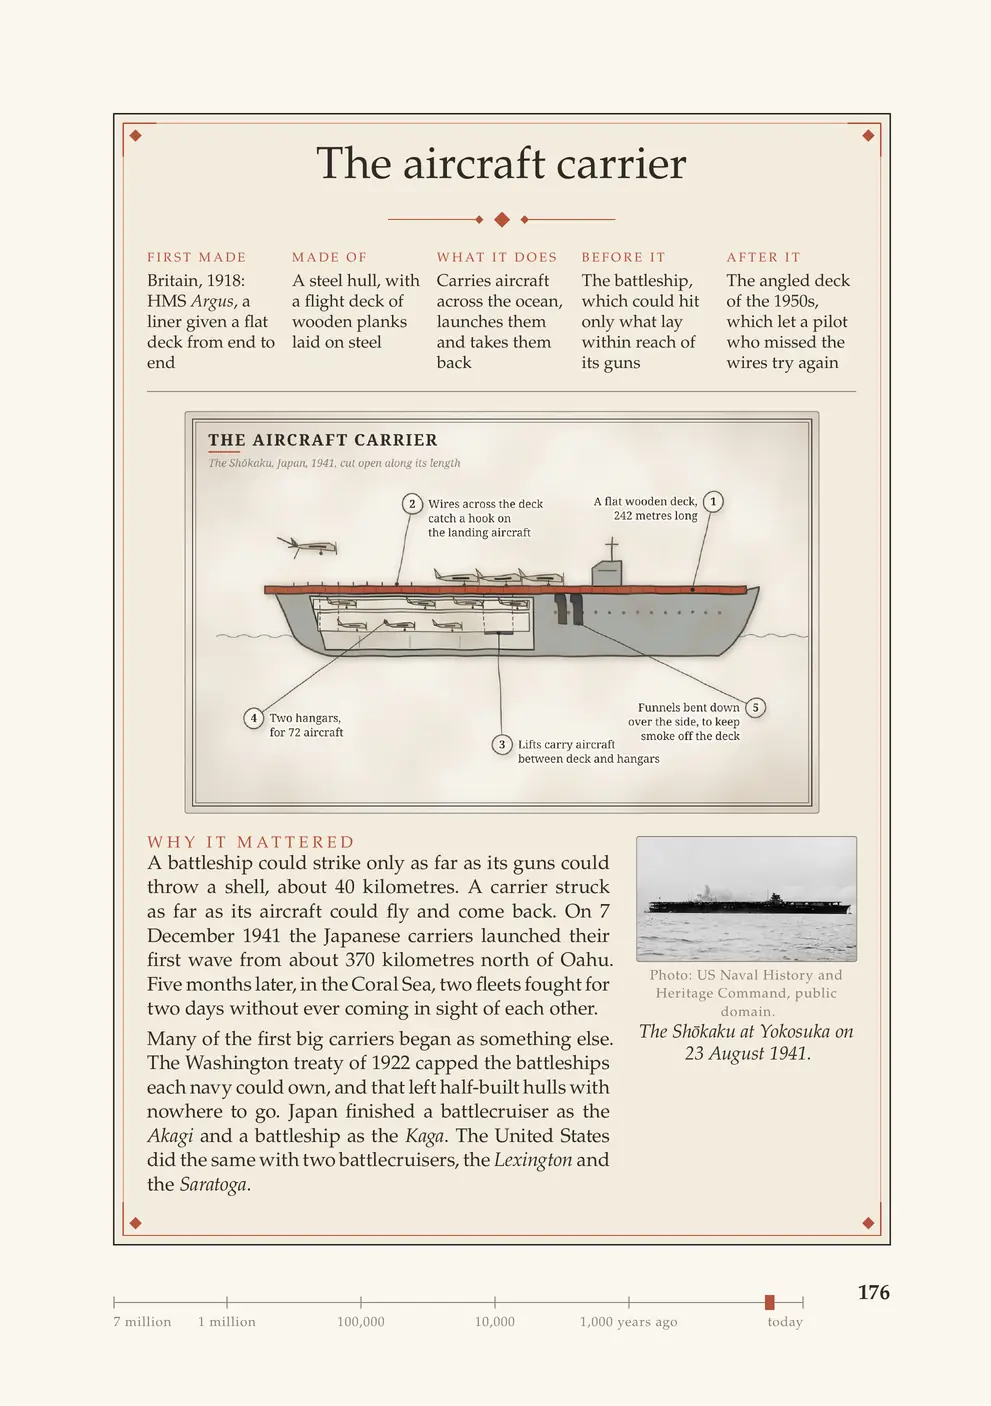 The aircraft carrier
FIRST MADE
Britain, 1918:
HMS Argus, a
liner given a flat
deck from end to
end
MADE OF
A steel hull, with
a flight deck of
wooden planks
laid on steel
WHAT IT DOES
Carries aircraft
across the ocean,
launches them
and takes them
back
BEFORE IT
The battleship,
which could hit
only what lay
within reach of
its guns
AFTER IT
The angled deck
of the 1950s,
which let a pilot
who missed the
wires try again
THE AIRCRAFT CARRIER
The Shōkaku, Japan, 1941, cut open along its length
2 Wires across the deck
catch a hook on
the landing aircraft
A flat wooden deck, 1
242 metres long
4 Two hangars,
for 72 aircraft
3 Lifts carry aircraft
between deck and hangars
Funnels bent down 5
over the side, to keep
smoke off the deck
WHY IT MATTERED
A battleship could strike only as far as its guns could
throw a shell, about 40 kilometres. A carrier struck
as far as its aircraft could fly and come back. On 7
December 1941 the Japanese carriers launched their
first wave from about 370 kilometres north of Oahu.
Five months later, in the Coral Sea, two fleets fought for
two days without ever coming in sight of each other.
Many of the first big carriers began as something else.
The Washington treaty of 1922 capped the battleships
each navy could own, and that left half-built hulls with
nowhere to go. Japan finished a battlecruiser as the
Akagi and a battleship as the Kaga. The United States
did the same with two battlecruisers, the Lexington and
the Saratoga.
Photo: US Naval History and
Heritage Command, public
domain.
The Shōkaku at Yokosuka on
23 August 1941.
176
7 million
1 million
100,000
10,000
1,000 years ago
today